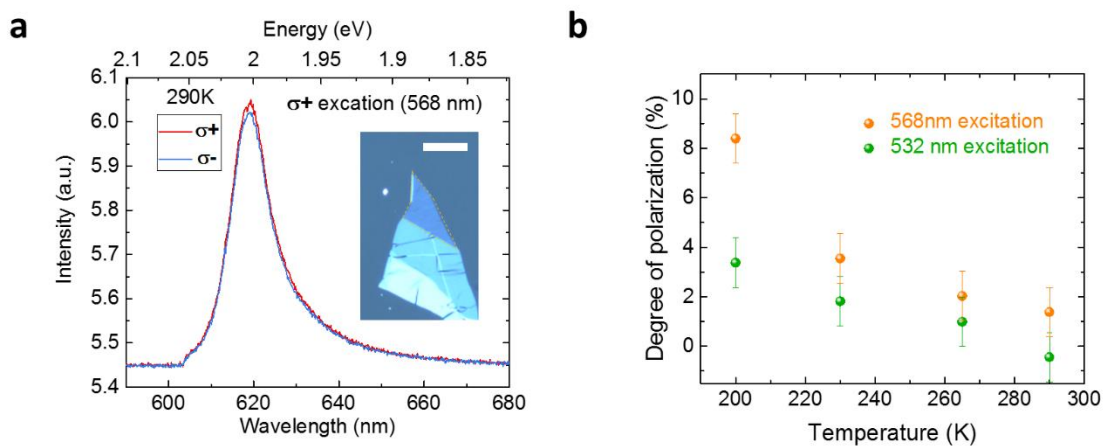 a
Energy (eV)
2.1 2.05 2 1.95 1.9 1.85
6.1
6.0
5.9
5.8
5.7
5.6
5.5
5.4
Intensity (a.u.)
290K
σ+
σ-
σ+ excation (568 nm)
600 620 640 660 680
Wavelength (nm)
b
10
8
6
4
2
0
Degree of polarization (%)
568nm excitation
532 nm excitation
200 220 240 260 280 300
Temperature (K)